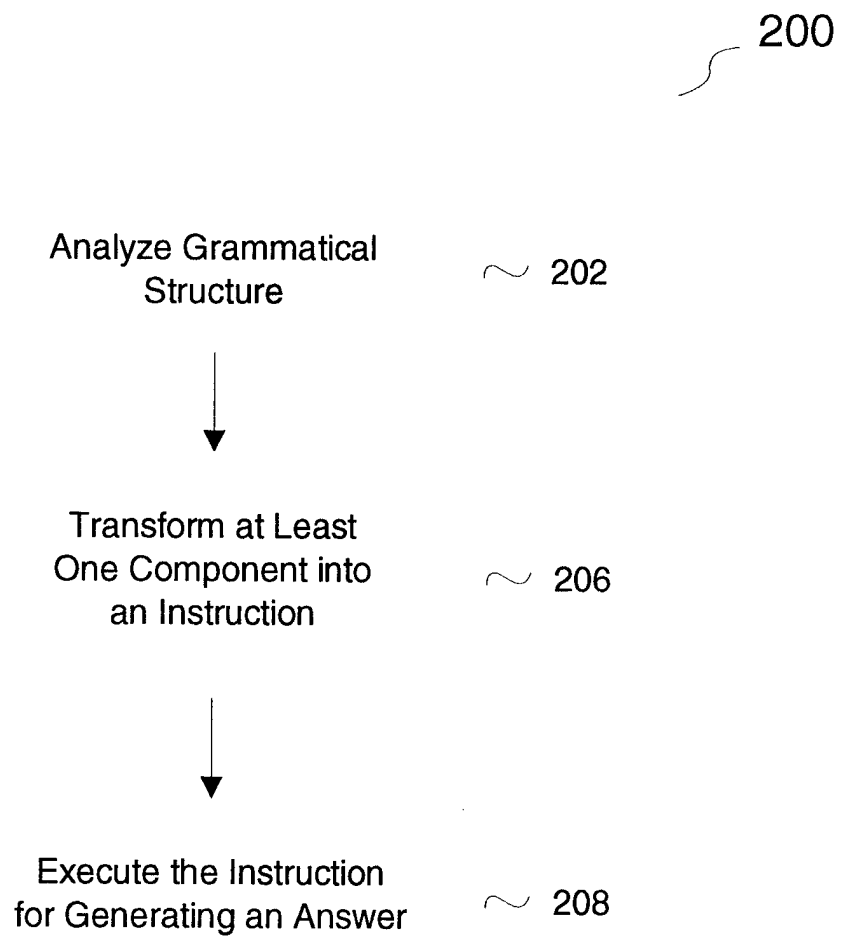 200
Analyze Grammatical
Structure
202
Transform at Least
One Component into
an Instruction
206
Execute the Instruction
for Generating an Answer
208